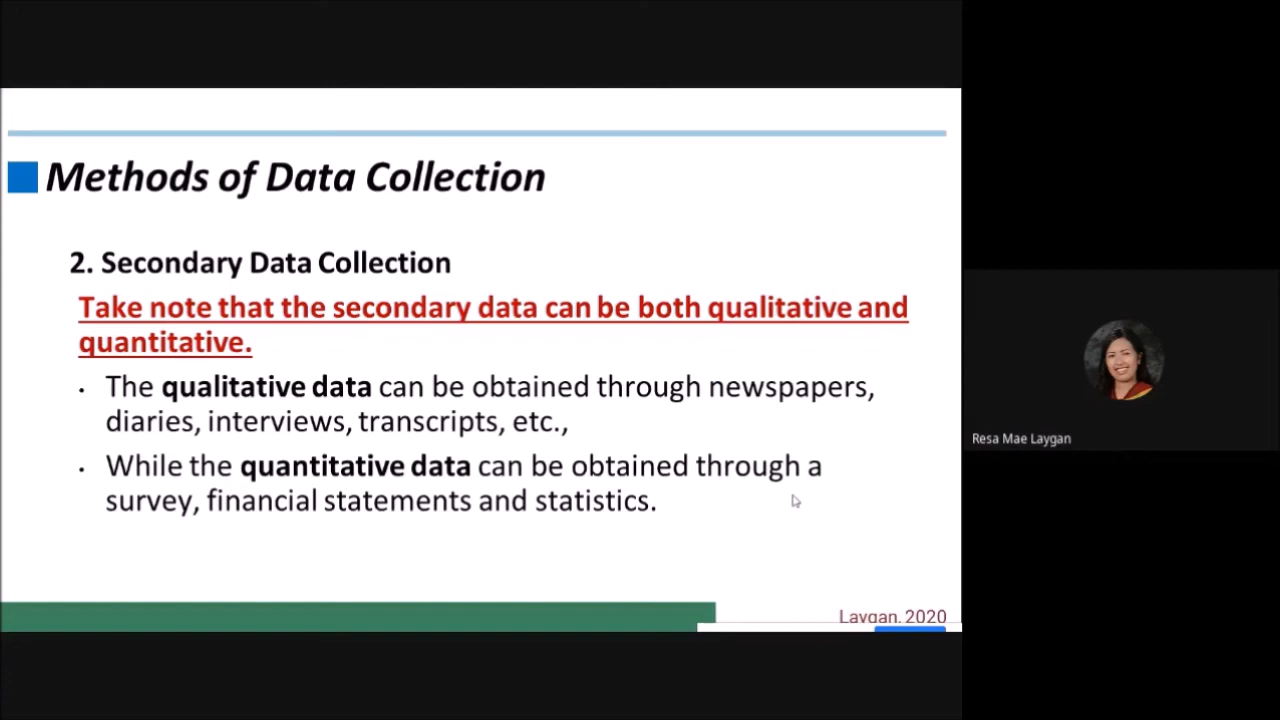 Methods of Data Collection
2. Secondary Data Collection
Take note that the secondary data can be both qualitative and
quantitative.
• The qualitative data can be obtained through newspapers,
diaries, interviews, transcripts, etc.,
• While the quantitative data can be obtained through a
survey, financial statements and statistics.
Laygan, 2020
Resa Mae Laygan